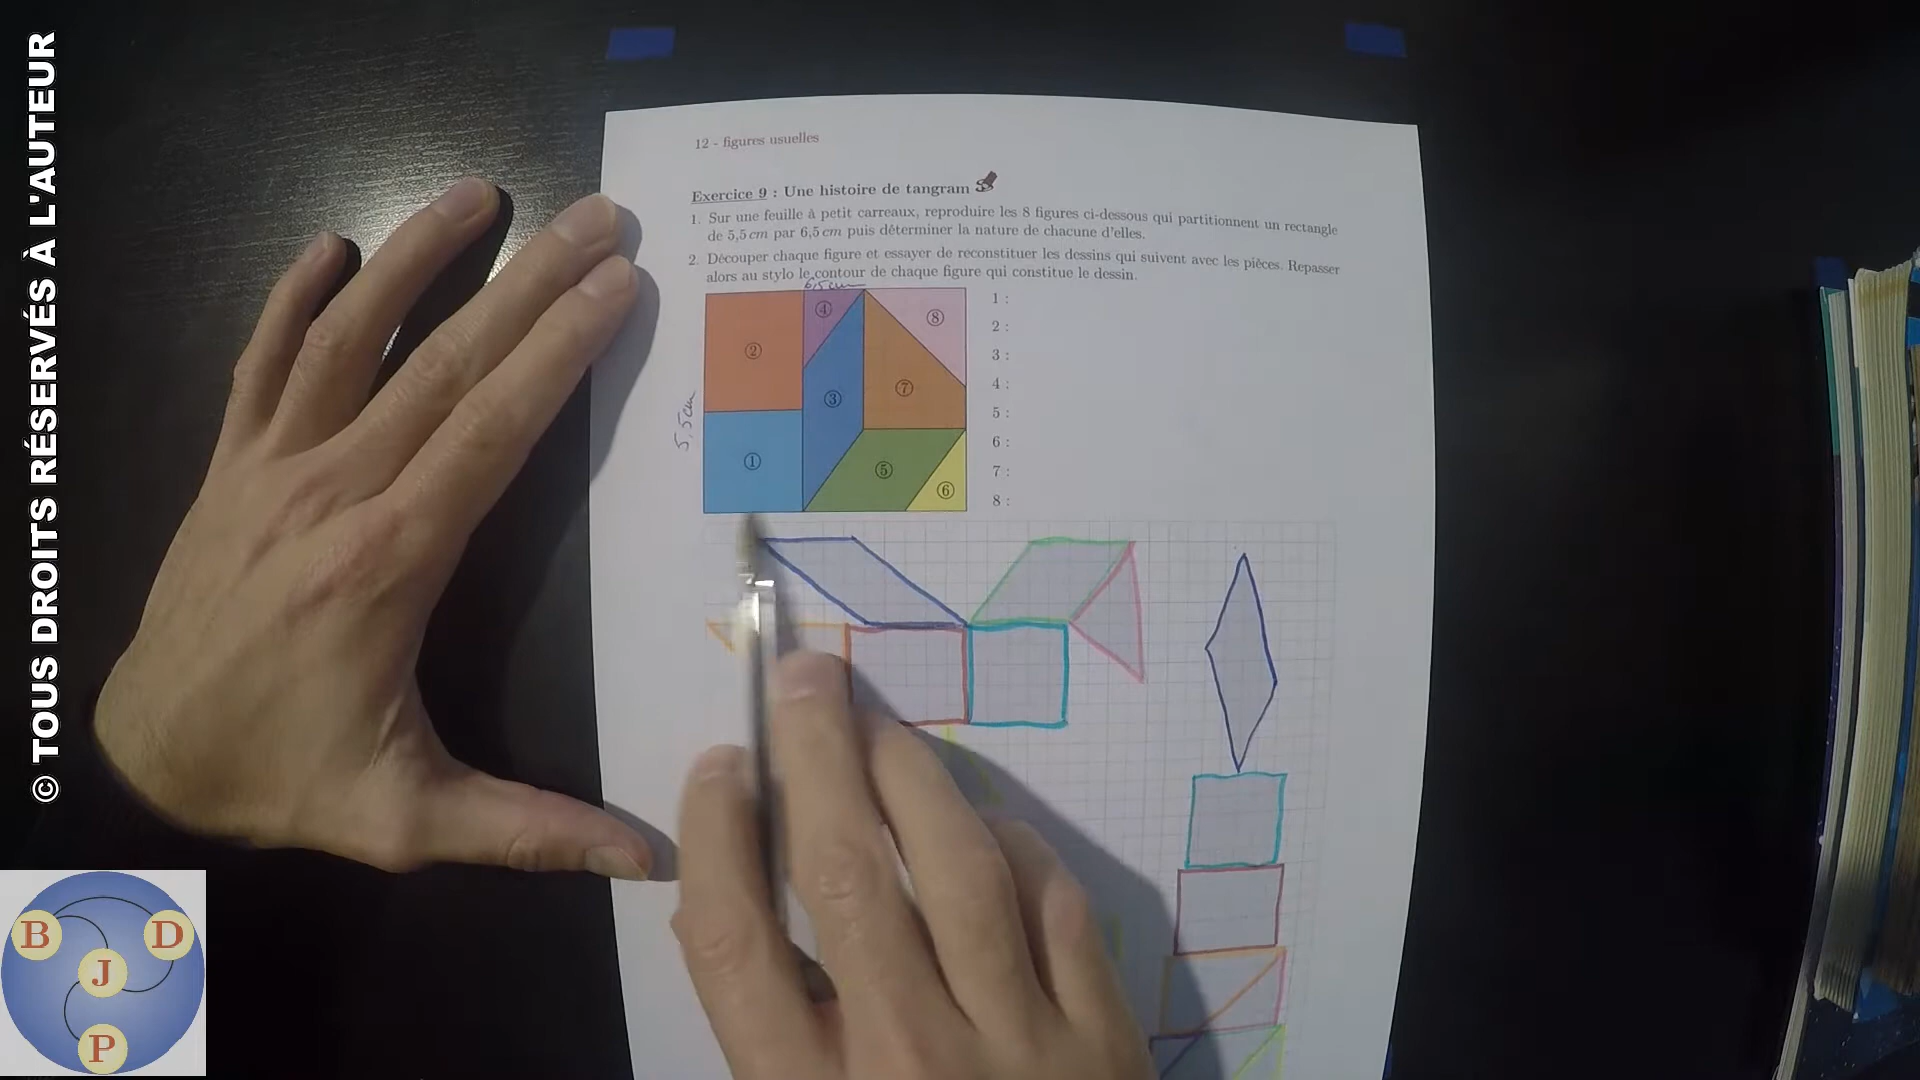 © TOUS DROITS RÉSERVÉS À L'AUTEUR
12 - figures usuelles
Exercice 9 : Une histoire de tangram
1. Sur une feuille à petit carreaux, reproduire les 8 figures ci-dessous qui partitionnent un rectangle
de 5,5 cm par 6,5 cm puis déterminer la nature de chacune d'elles.
2. Découper chaque figure et essayer de reconstituer les dessins qui suivent avec les pièces. Repasser
alors au stylo le contour de chaque figure qui constitue le dessin.
6,5 cm
5,5 cm
4
8
2
7
3
1
5
6
1 :
2 :
3 :
4 :
5 :
6 :
7 :
8 :
B D
J
P